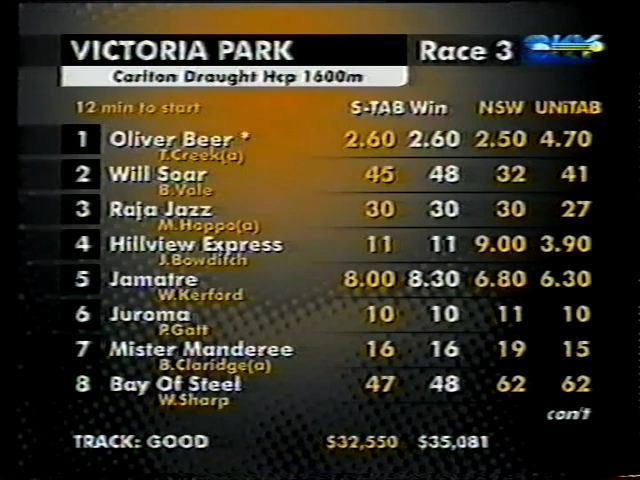 VICTORIA PARK Race 3 SKY
Carlton Draught Hcp 1600m
12 min to start S-TAB Win NSW UNiTAB
1 Oliver Beer * 2.60 2.60 2.50 4.70
T.Creek(a)
2 Will Soar 45 48 32 41
B.Vale
3 Raja Jazz 30 30 30 27
M.Hoppo(a)
4 Hillview Express 11 11 9.00 3.90
J.Bowditch
5 Jamatre 8.00 8.30 6.80 6.30
W.Kerford
6 Juroma 10 10 11 10
P.Gatt
7 Mister Manderee 16 16 19 15
B.Claridge(a)
8 Bay Of Steel 47 48 62 62
W.Sharp
con't
TRACK: GOOD $32,550 $35,081